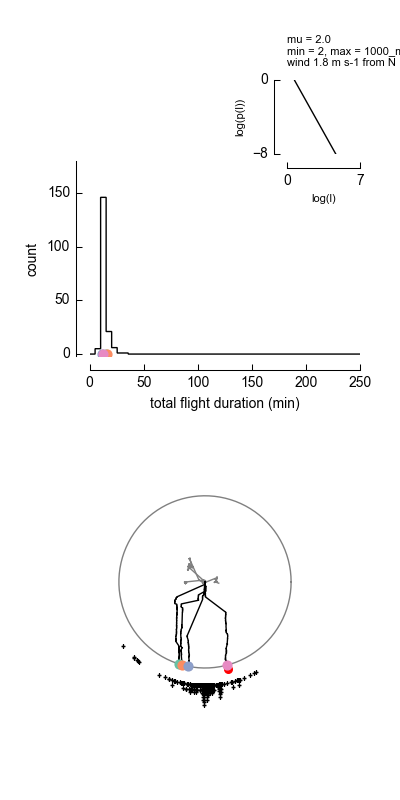 mu = 2.0
min = 2, max = 1000
wind 1.8 m s-1 from N
0
log(p(l))
−8
0
7
log(l)
150
100
50
0
count
0
50
100
150
200
250
total flight duration (min)